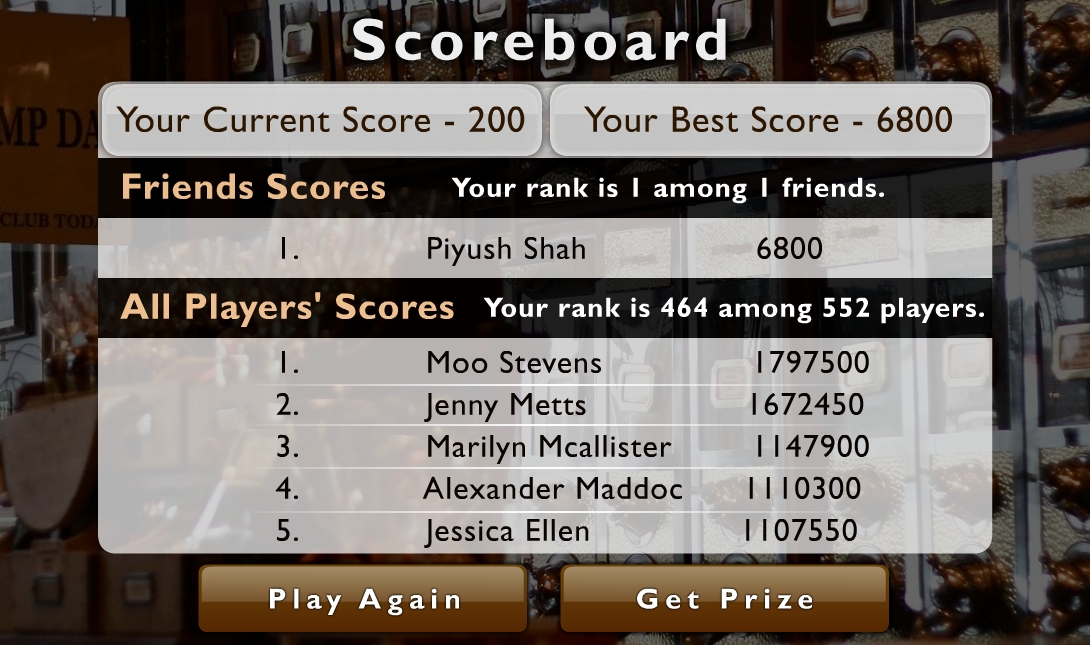 Scoreboard
Your Current Score - 200
Your Best Score - 6800
Friends Scores Your rank is 1 among 1 friends.
1. Piyush Shah 6800
All Players' Scores Your rank is 464 among 552 players.
1. Moo Stevens 1797500
2. Jenny Metts 1672450
3. Marilyn Mcallister 1147900
4. Alexander Maddoc 1110300
5. Jessica Ellen 1107550
Play Again
Get Prize
MP DA
CLUB TODA